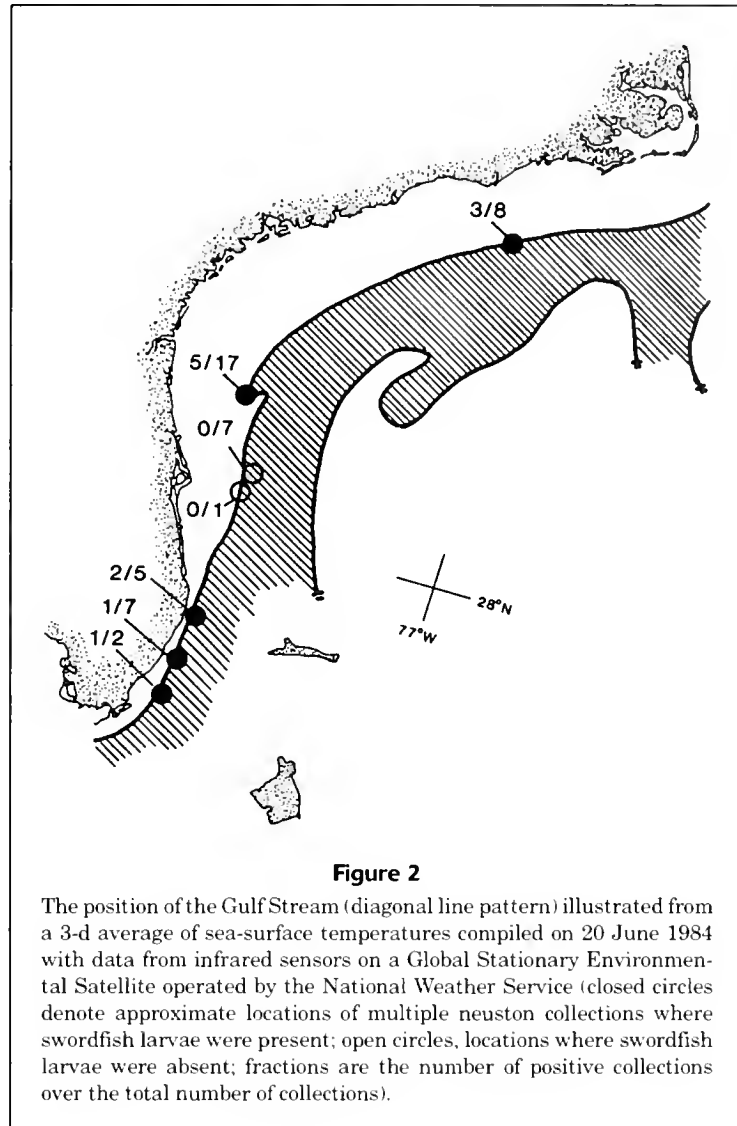 3/8
5/17
0/7
0/1
2/5
1/7
1/2
28°N
77°W
Figure 2
The position of the Gulf Stream (diagonal line pattern) illustrated from
a 3-d average of sea-surface temperatures compiled on 20 June 1984
with data from infrared sensors on a Global Stationary Environmen-
tal Satellite operated by the National Weather Service (closed circles
denote approximate locations of multiple neuston collections where
swordfish larvae were present; open circles, locations where swordfish
larvae were absent; fractions are the number of positive collections
over the total number of collections).